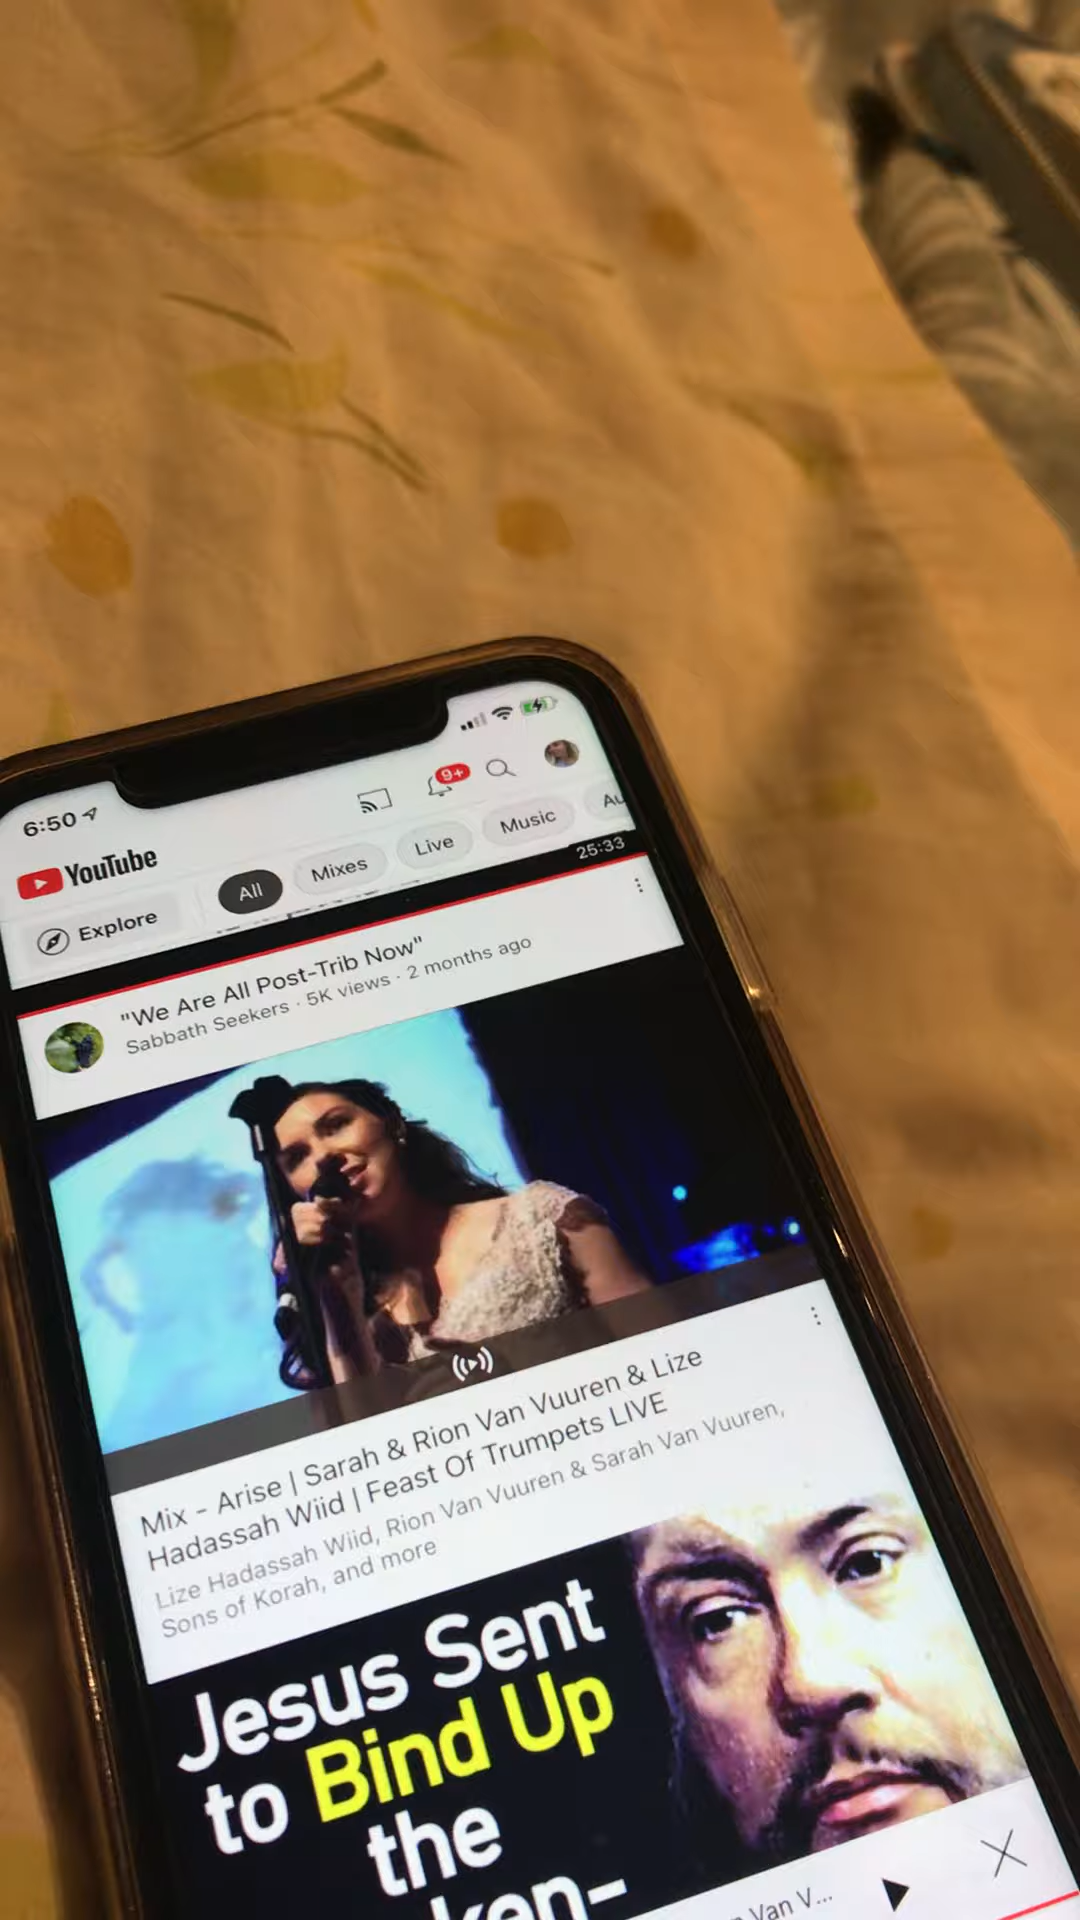 6:50
9+
YouTube
Explore
All
Mixes
Live
Music
Au
25:33
"We Are All Post-Trib Now"
Sabbath Seekers · 5K views · 2 months ago
Mix - Arise | Sarah & Rion Van Vuuren & Lize
Hadassah Wiid | Feast Of Trumpets LIVE
Lize Hadassah Wiid, Rion Van Vuuren & Sarah Van Vuuren,
Sons of Korah, and more
Jesus Sent
to Bind Up
the
ken-
Van V...